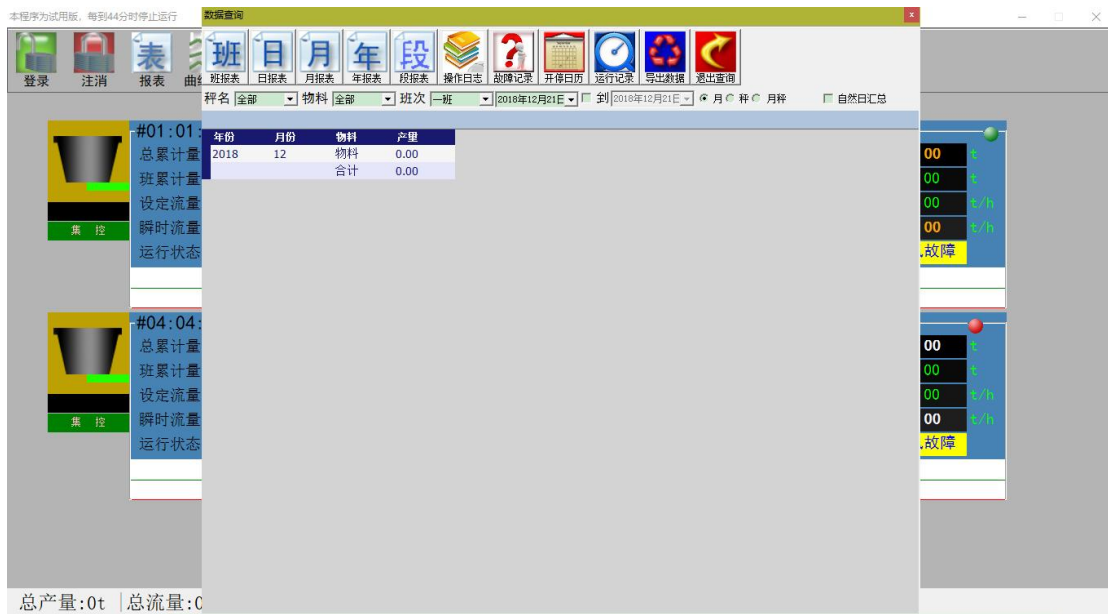 本程序为试用版，每到44分时停止运行
数据查询
登录 注消 报表
班报表 日报表 月报表 年报表 段报表 操作日志 故障记录 开停日历 运行记录 导出数据 退出查询
秤名 全部 物料 全部 班次 一班 2018年12月21日 到 2018年12月21日 月 秤 月秤 自然日汇总
年份 月份 物料 产量
2018 12 物料 0.00
合计 0.00
#01:01:
总累计量 00 t
班累计量 00 t
设定流量 00 t/h
集控 瞬时流量 00 t/h
运行状态 故障
#04:04:
总累计量 00 t
班累计量 00 t
设定流量 00 t/h
集控 瞬时流量 00 t/h
运行状态 故障
总产量:0t 总流量:0